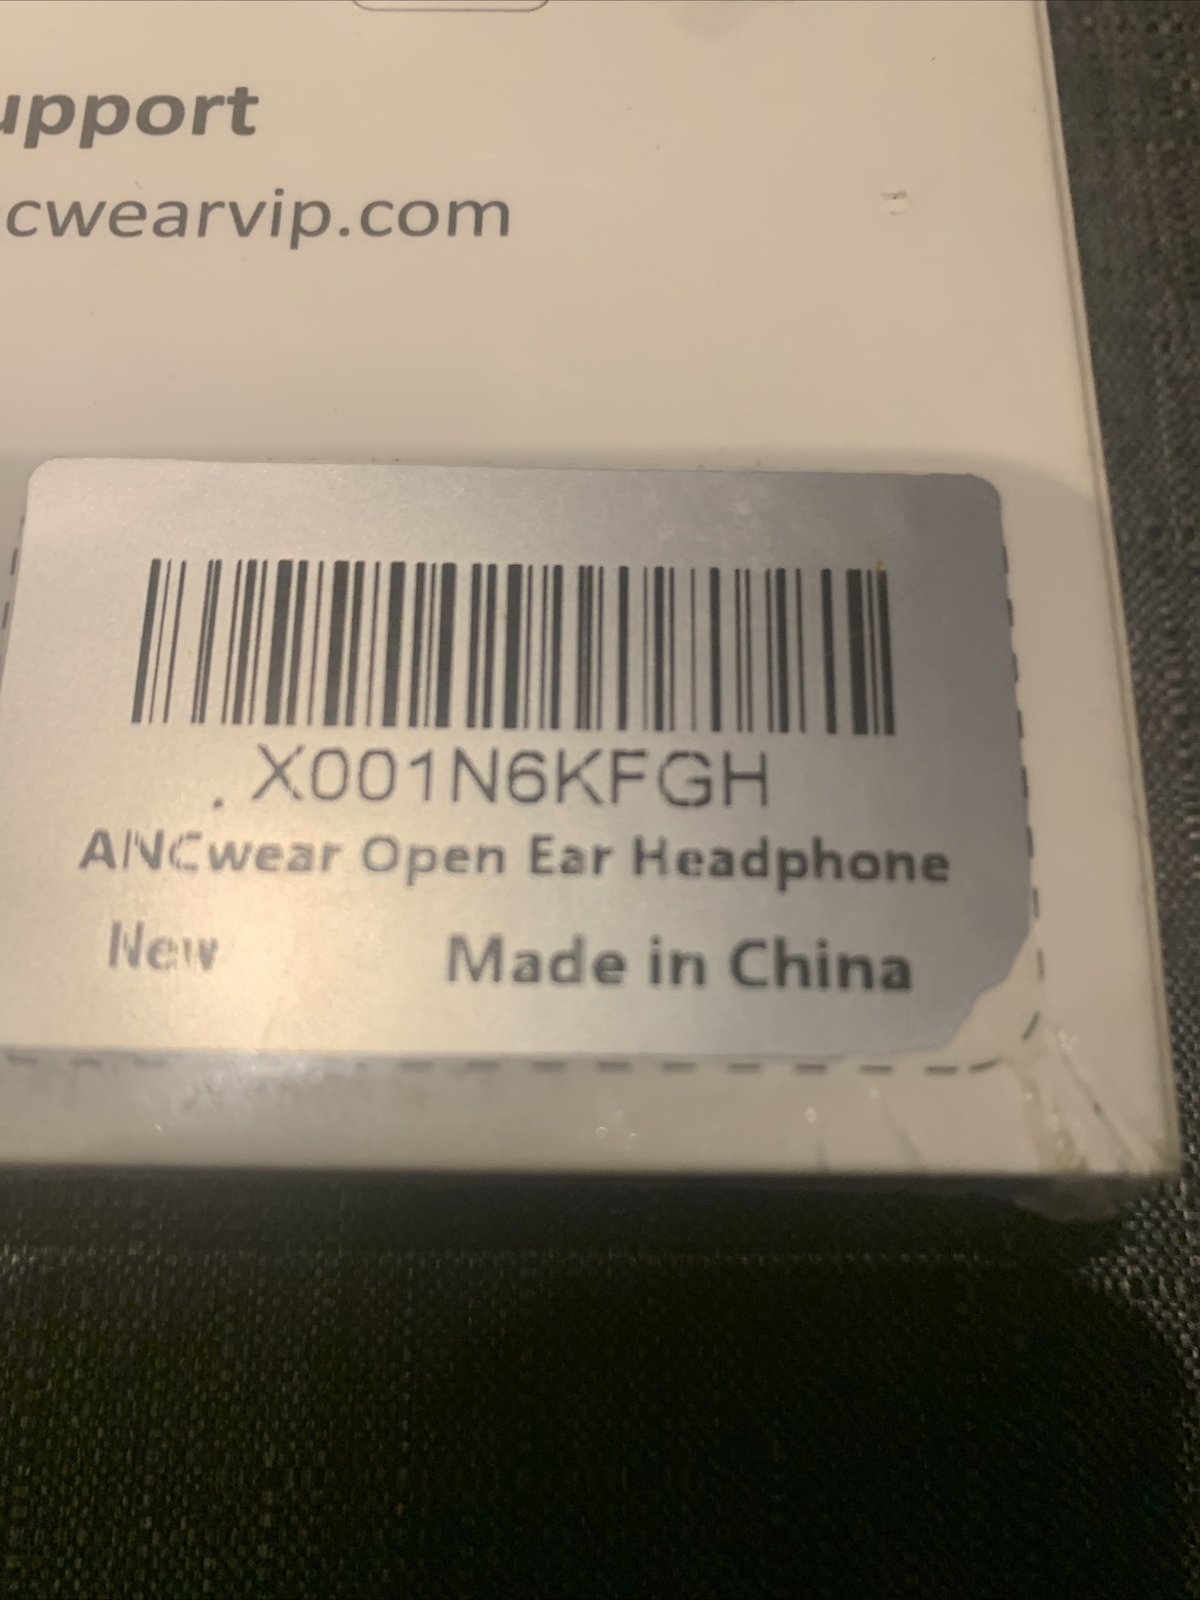 upport
cwearvip.com
X001N6KFGH
ANCwear Open Ear Headphone
New Made in China